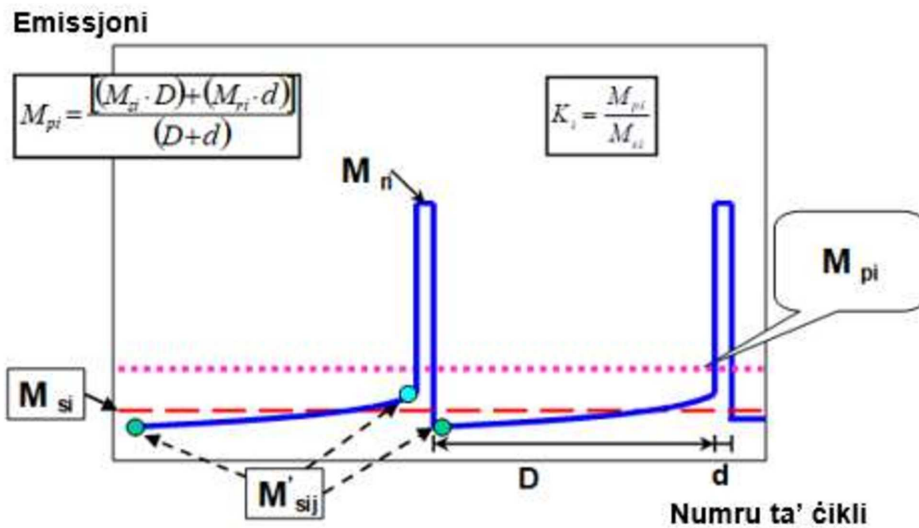 Emissjoni
M_pi = [(M_si · D) + (M_ri · d)] / (D + d)
K_i = M_pi / M_si
M_ri
M_pi
M_si
M'_sij
D
d
Numru ta' ċikli